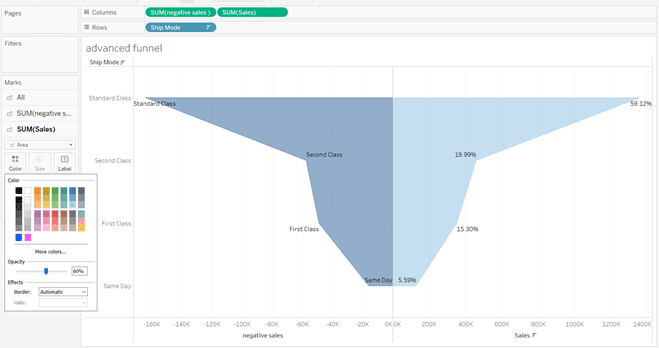 Pages
Columns
SUM(negative sales )
SUM(Sales)
Rows
Ship Mode
Filters
advanced funnel
Ship Mode
Marks
All
SUM(negative s...
SUM(Sales)
Area
Color
Size
Label
Color
More colors...
Opacity
60%
Effects
Border:
Automatic
Halo:
Standard Class
Standard Class
59.12%
Second Class
Second Class
19.99%
First Class
First Class
15.30%
Same Day
Same Day
5.59%
-160K -140K -120K -100K -80K -60K -40K -20K 0K 0K 200K 400K 600K 800K 1000K 1200K 1400K
negative sales
Sales